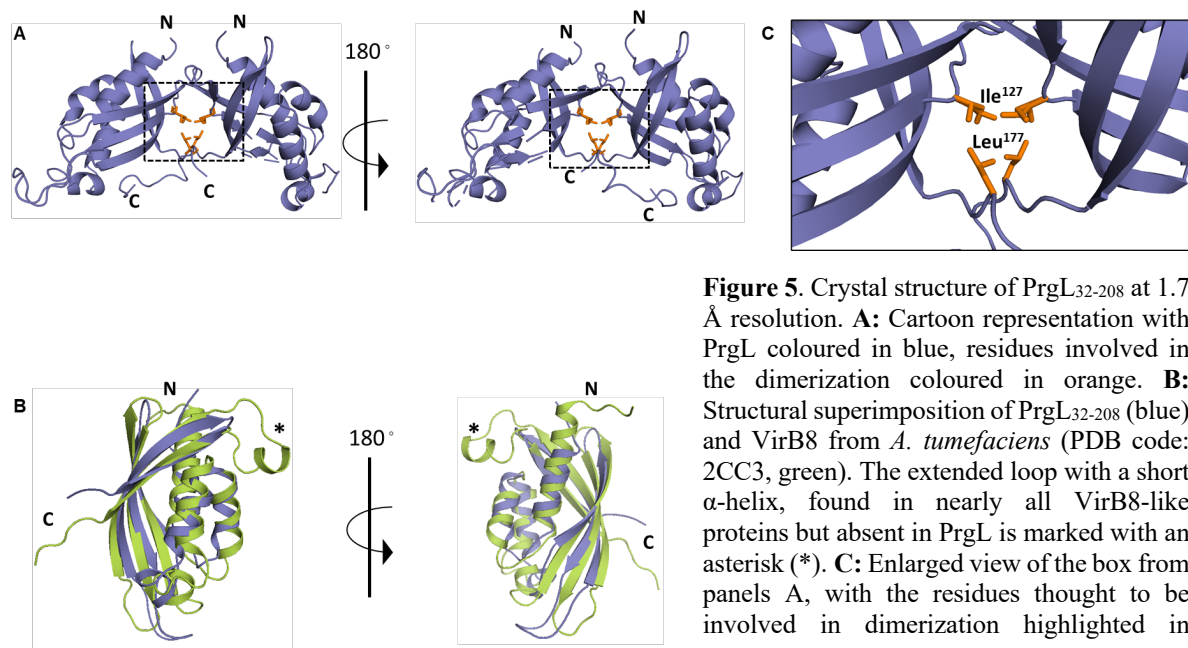 A
N
N
180°
N
N
C
C
C
C
C
Ile127
Leu177
B
N
*
C
180°
N
*
C
Figure 5. Crystal structure of PrgL32-208 at 1.7
Å resolution. A: Cartoon representation with
PrgL coloured in blue, residues involved in
the dimerization coloured in orange. B:
Structural superimposition of PrgL32-208 (blue)
and VirB8 from A. tumefaciens (PDB code:
2CC3, green). The extended loop with a short
α-helix, found in nearly all VirB8-like
proteins but absent in PrgL is marked with an
asterisk (*). C: Enlarged view of the box from
panels A, with the residues thought to be
involved in dimerization highlighted in